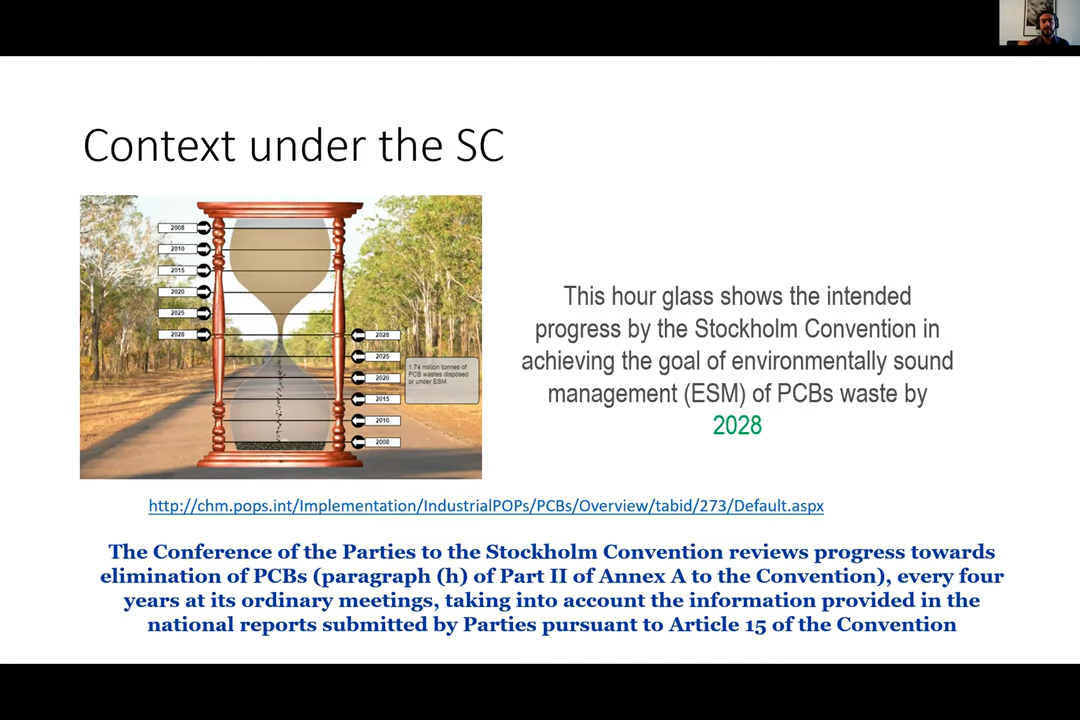 Context under the SC
2008
2010
2015
2020
2025
2028
2028
2025
2020
2015
2010
2008
1.74 million tonnes of
PCB wastes disposed
or under ESM.
This hour glass shows the intended
progress by the Stockholm Convention in
achieving the goal of environmentally sound
management (ESM) of PCBs waste by
2028
http://chm.pops.int/Implementation/IndustrialPOPs/PCBs/Overview/tabid/273/Default.aspx
The Conference of the Parties to the Stockholm Convention reviews progress towards
elimination of PCBs (paragraph (h) of Part II of Annex A to the Convention), every four
years at its ordinary meetings, taking into account the information provided in the
national reports submitted by Parties pursuant to Article 15 of the Convention